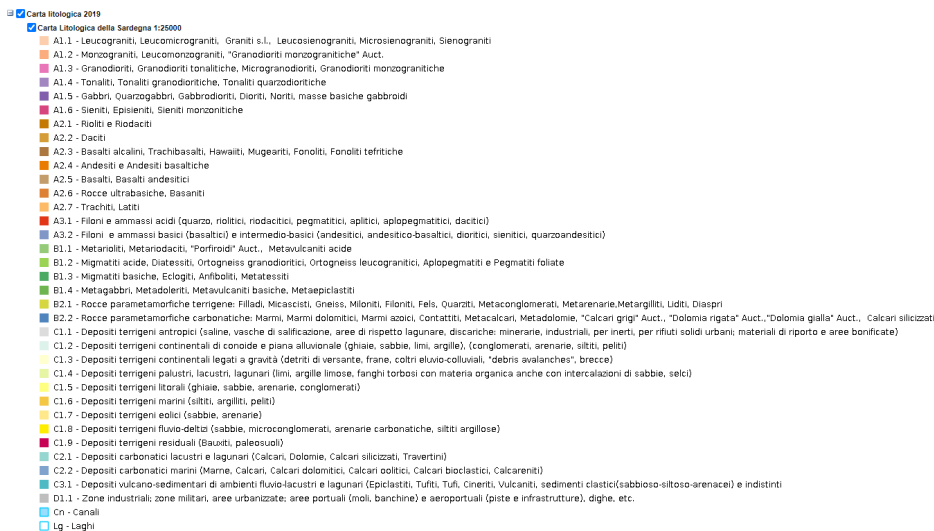 Carta litologica 2019
Carta Litologica della Sardegna 1:25000
A1.1 - Leucograniti, Leucomicrograniti, Graniti s.l., Leucosienograniti, Microsienograniti, Sienograniti
A1.2 - Monzograniti, Leucomonzograniti, "Granodioriti monzogranitiche" Auct.
A1.3 - Granodioriti, Granodioriti tonalitiche, Microgranodioriti, Granodioriti monzogranitiche
A1.4 - Tonaliti, Tonaliti granodioritiche, Tonaliti quarzodioritiche
A1.5 - Gabbri, Quarzogabbri, Gabbrodioriti, Dioriti, Noriti, masse basiche gabbroidi
A1.6 - Sieniti, Episieniti, Sieniti monzonitiche
A2.1 - Rioliti e Riodaciti
A2.2 - Daciti
A2.3 - Basalti alcalini, Trachibasalti, Hawaiiti, Mugeariti, Fonoliti, Fonoliti tefritiche
A2.4 - Andesiti e Andesiti basaltiche
A2.5 - Basalti, Basalti andesitici
A2.6 - Rocce ultrabasiche, Basaniti
A2.7 - Trachiti, Latiti
A3.1 - Filoni e ammassi acidi (quarzo, riolitici, riodacitici, pegmatitici, aplitici, aplopegmatitici, dacitici)
A3.2 - Filoni e ammassi basici (basaltici) e intermedio-basici (andesitici, andesitico-basaltici, dioritici, sienitici, quarzoandesitici)
B1.1 - Metarioliti, Metariodaciti, "Porfiroidi" Auct., Metavulcaniti acide
B1.2 - Migmatiti acide, Diatessiti, Ortogneiss granodioritici, Ortogneiss leucogranitici, Aplopegmatiti e Pegmatiti foliate
B1.3 - Migmatiti basiche, Eclogiti, Anfiboliti, Metatessiti
B1.4 - Metagabbri, Metadoleriti, Metavulcaniti basiche, Metaepiclastiti
B2.1 - Rocce parametamorfiche terrigene: Filladi, Micascisti, Gneiss, Miloniti, Filoniti, Fels, Quarziti, Metaconglomerati, Metarenarie,Metargilliti, Liditi, Diaspri
B2.2 - Rocce parametamorfiche carbonatiche: Marmi, Marmi dolomitici, Marmi azoici, Contattiti, Metacalcari, Metadolomie, "Calcari grigi" Auct., "Dolomia rigata" Auct.,"Dolomia gialla" Auct., Calcari silicizzati
C1.1 - Depositi terrigeni antropici (saline, vasche di salificazione, aree di rispetto lagunare, discariche: minerarie, industriali, per inerti, per rifiuti solidi urbani; materiali di riporto e aree bonificate)
C1.2 - Depositi terrigeni continentali di conoide e piana alluvionale (ghiaie, sabbie, limi, argille), (conglomerati, arenarie, siltiti, peliti)
C1.3 - Depositi terrigeni continentali legati a gravità (detriti di versante, frane, coltri eluvio-colluviali, "debris avalanches", brecce)
C1.4 - Depositi terrigeni palustri, lacustri, lagunari (limi, argille limose, fanghi torbosi con materia organica anche con intercalazioni di sabbie, selci)
C1.5 - Depositi terrigeni litorali (ghiaie, sabbie, arenarie, conglomerati)
C1.6 - Depositi terrigeni marini (siltiti, argilliti, peliti)
C1.7 - Depositi terrigeni eolici (sabbie, arenarie)
C1.8 - Depositi terrigeni fluvio-deltizi (sabbie, microconglomerati, arenarie carbonatiche, siltiti argillose)
C1.9 - Depositi terrigeni residuali (Bauxiti, paleosuoli)
C2.1 - Depositi carbonatici lacustri e lagunari (Calcari, Dolomie, Calcari silicizzati, Travertini)
C2.2 - Depositi carbonatici marini (Marne, Calcari, Calcari dolomitici, Calcari oolitici, Calcari bioclastici, Calcareniti)
C3.1 - Depositi vulcano-sedimentari di ambienti fluvio-lacustri e lagunari (Epiclastiti, Tufiti, Tufi, Cineriti, Vulcaniti, sedimenti clastici(sabbioso-siltoso-arenacei) e indistinti
D1.1 - Zone industriali; zone militari, aree urbanizzate; aree portuali (moli, banchine) e aeroportuali (piste e infrastrutture), dighe, etc.
Cn - Canali
Lg - Laghi